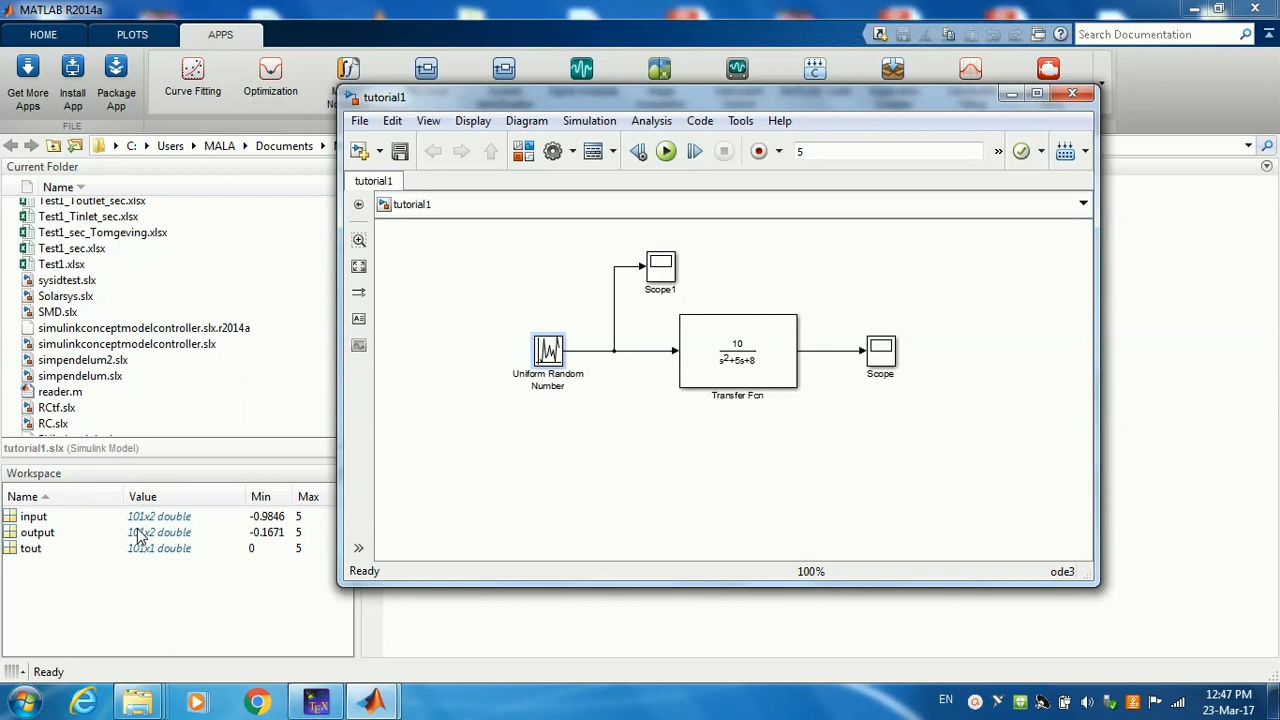 MATLAB R2014a
HOME
PLOTS
APPS
Search Documentation
Get More Apps
Install App
Package App
Curve Fitting
Optimization
FILE
C:
Users
MALA
Documents
Current Folder
Name
Test1_Toutlet_sec.xlsx
Test1_Tinlet_sec.xlsx
Test1_sec_Tomgeving.xlsx
Test1_sec.xlsx
Test1.xlsx
sysidtest.slx
Solarsys.slx
SMD.slx
simulinkconceptmodelcontroller.slx.r2014a
simulinkconceptmodelcontroller.slx
simpendelum2.slx
simpendelum.slx
reader.m
RCtf.slx
RC.slx
tutorial1.slx (Simulink Model)
Workspace
Name Value Min Max
input 101x2 double -0.9846 5
output 101x2 double -0.1671 5
tout 101x1 double 0 5
tutorial1
File Edit View Display Diagram Simulation Analysis Code Tools Help
5
tutorial1
tutorial1
Scope1
Uniform Random
Number
10
s²+5s+8
Transfer Fcn
Scope
Ready
100%
ode3
Ready
EN
12:47 PM
23-Mar-17